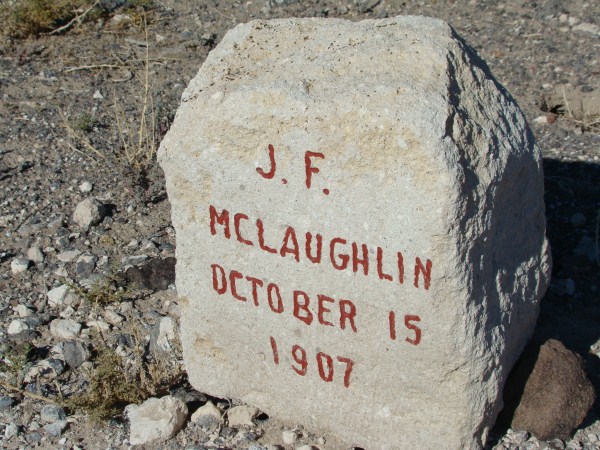 J. F.
MCLAUGHLIN
OCTOBER 15
1907